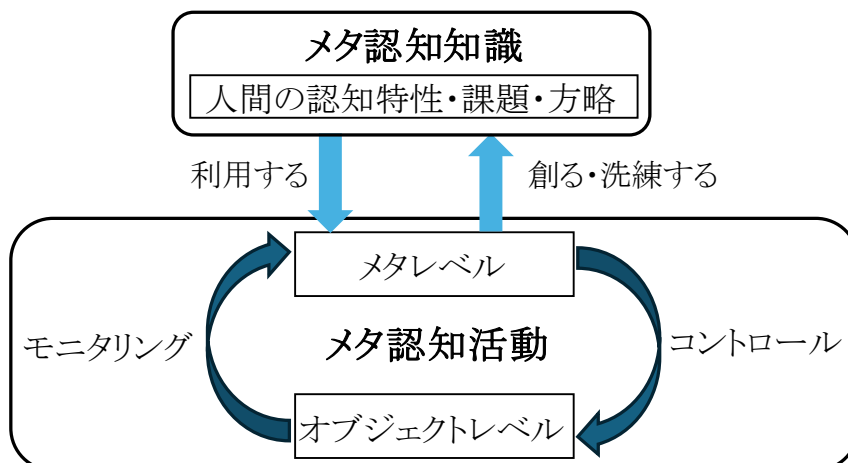 メタ認知知識
人間の認知特性・課題・方略
利用する
創る・洗練する
メタレベル
モニタリング
メタ認知活動
コントロール
オブジェクトレベル